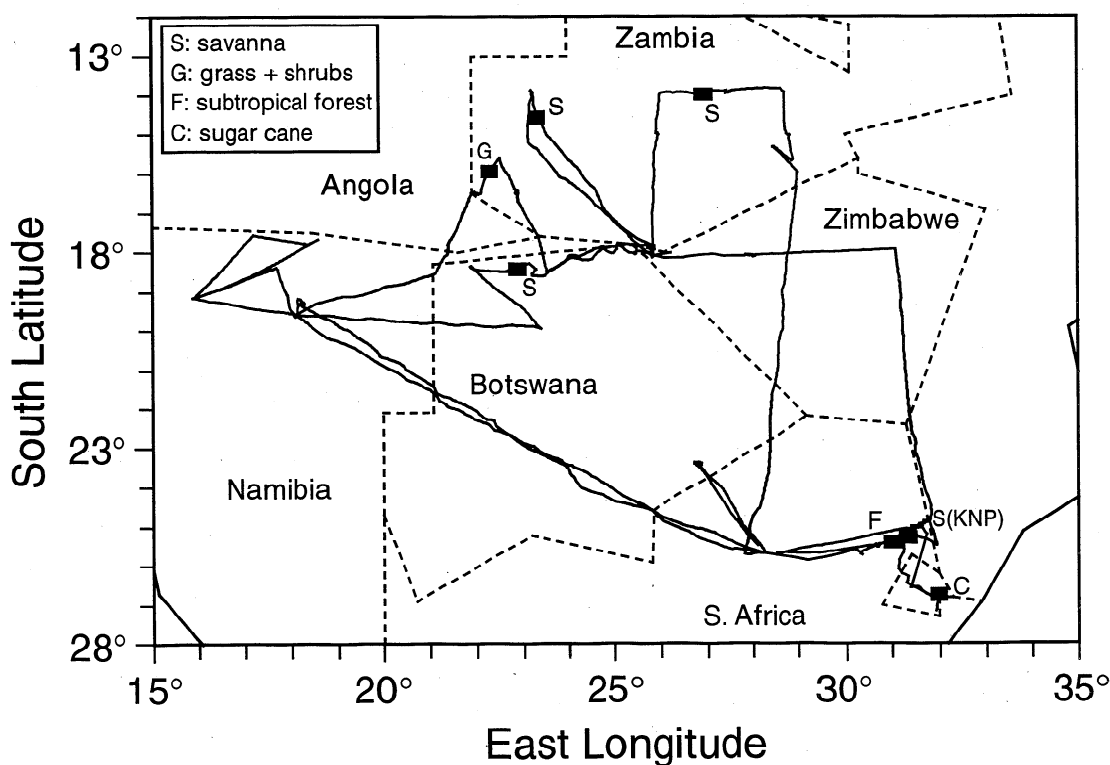 S: savanna
G: grass + shrubs
F: subtropical forest
C: sugar cane
Zambia
13°
S
S
G
Angola
Zimbabwe
18°
S
South Latitude
Botswana
23°
Namibia
F
S(KNP)
C
S. Africa
28°
15°
20°
25°
30°
35°
East Longitude